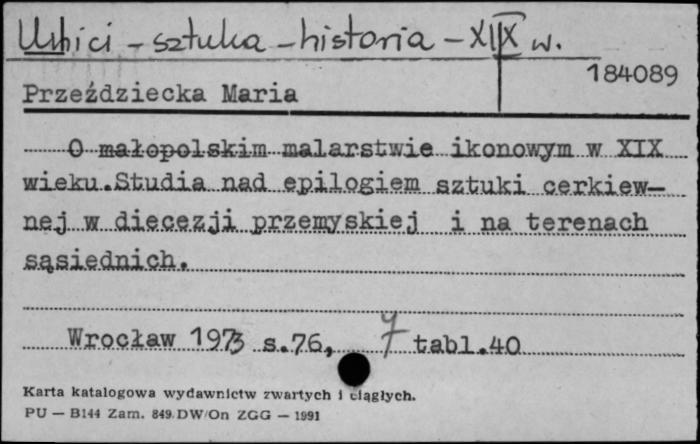 - sztuka - historia - XIX w.
184089
Przeździecka Maria
O małopolskim malarstwie ikonowym w XIX
wieku.Studia nad epilogiem sztuki cerkiew-
nej w diecezji przemyskiej i na terenach
sąsiednich.
Wrocław 1973 s.76, tabl.40
Karta katalogowa wydawnictw zwartych i ciągłych.
PU — B144 Zam. 849/DW/On ZGG — 1991